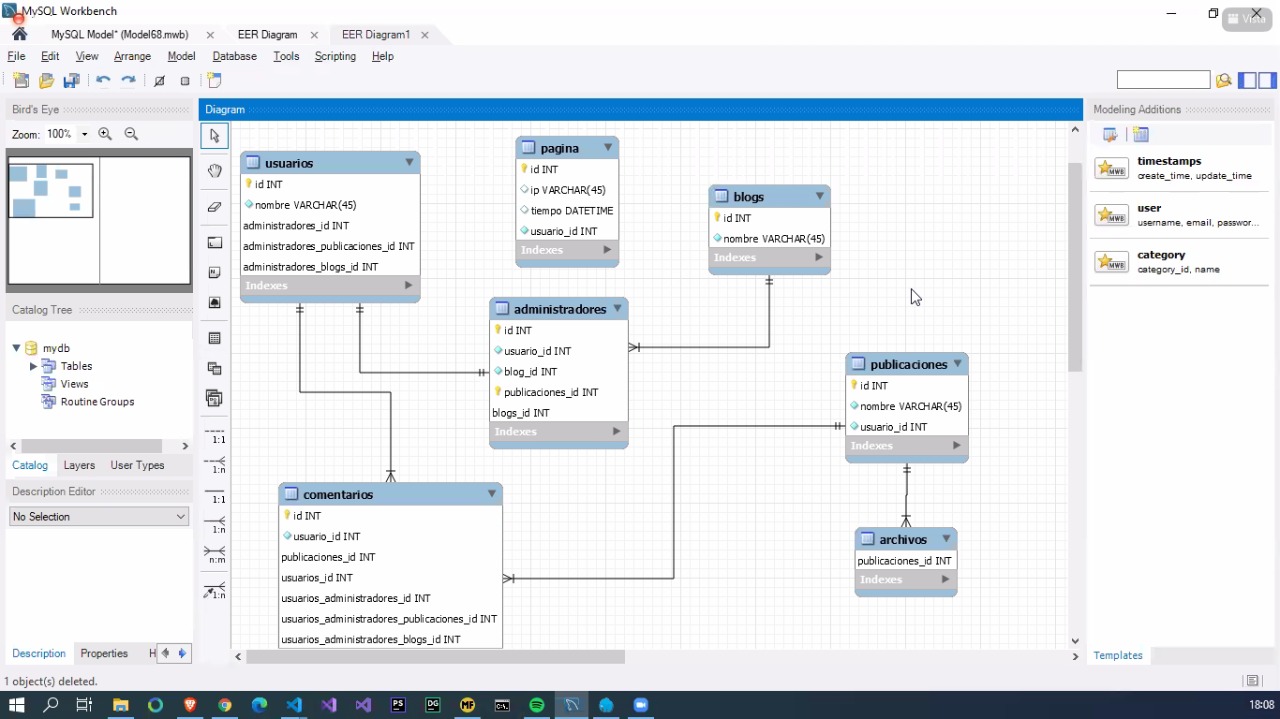 MySQL Workbench
Vista
MySQL Model* (Model68.mwb)
EER Diagram
EER Diagram1
File Edit View Arrange Model Database Tools Scripting Help
Bird's Eye
Zoom: 100%
Diagram
Modeling Additions
timestamps
create_time, update_time
user
username, email, passwor...
category
category_id, name
Templates
Catalog Tree
mydb
Tables
Views
Routine Groups
Catalog Layers User Types
Description Editor
No Selection
Description Properties H
1:1
1:n
1:1
1:n
n:m
1:n
usuarios
id INT
nombre VARCHAR(45)
administradores_id INT
administradores_publicaciones_id INT
administradores_blogs_id INT
Indexes
pagina
id INT
ip VARCHAR(45)
tiempo DATETIME
usuario_id INT
Indexes
blogs
id INT
nombre VARCHAR(45)
Indexes
administradores
id INT
usuario_id INT
blog_id INT
publicaciones_id INT
blogs_id INT
Indexes
publicaciones
id INT
nombre VARCHAR(45)
usuario_id INT
Indexes
comentarios
id INT
usuario_id INT
publicaciones_id INT
usuarios_id INT
usuarios_administradores_id INT
usuarios_administradores_publicaciones_id INT
usuarios_administradores_blogs_id INT
archivos
publicaciones_id INT
Indexes
1 object(s) deleted.
PS
DG
MF
18:08